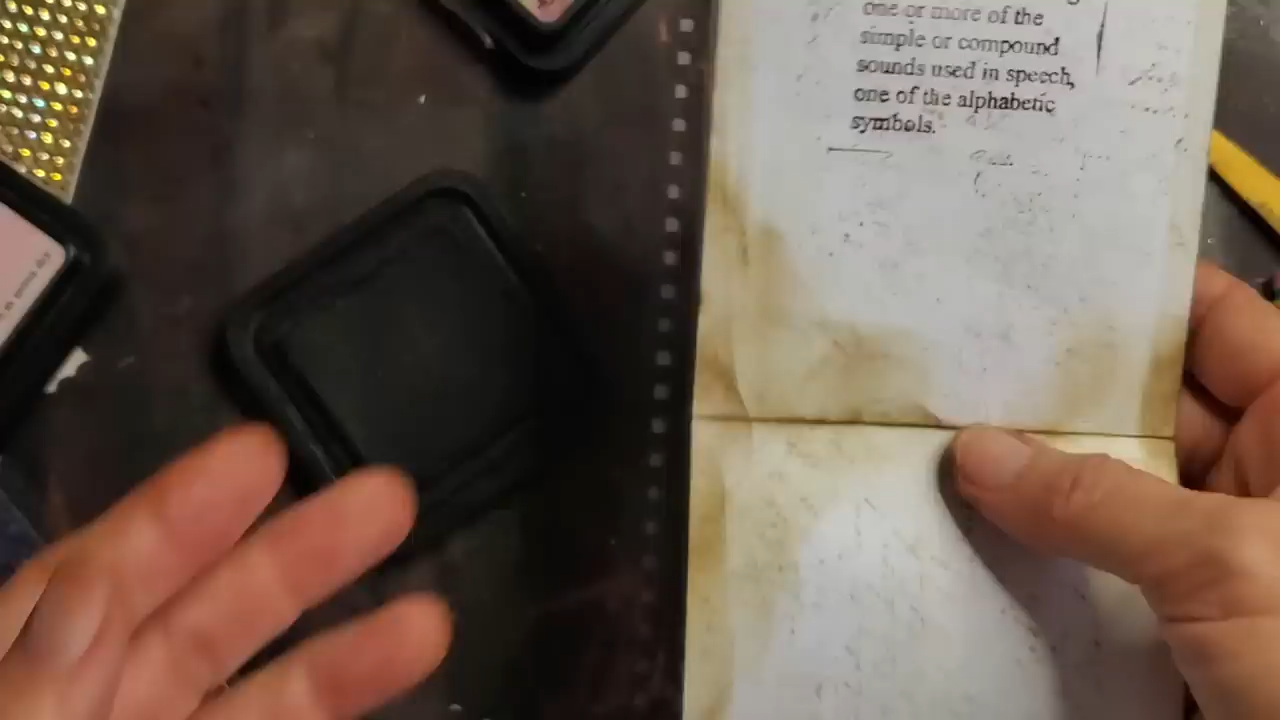 one or more of the
simple or compound
sounds used in speech,
one of the alphabetic
symbols.